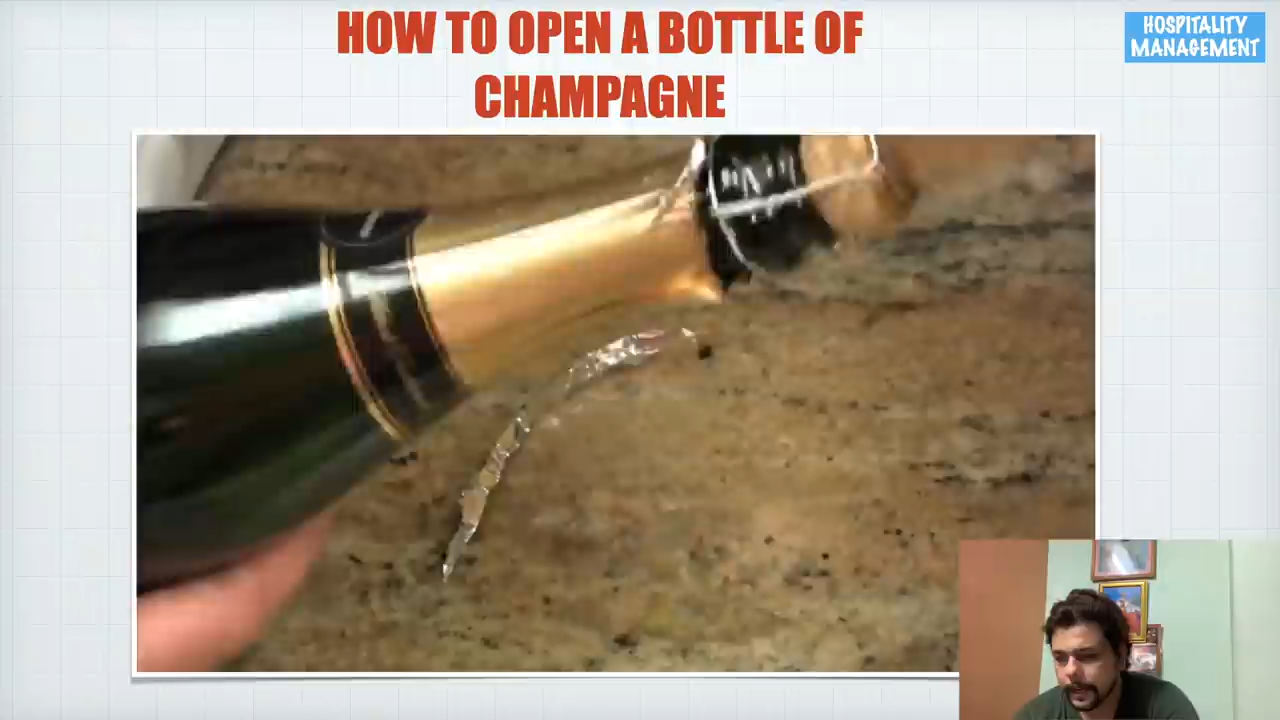 HOW TO OPEN A BOTTLE OF
CHAMPAGNE
HOSPITALITY
MANAGEMENT